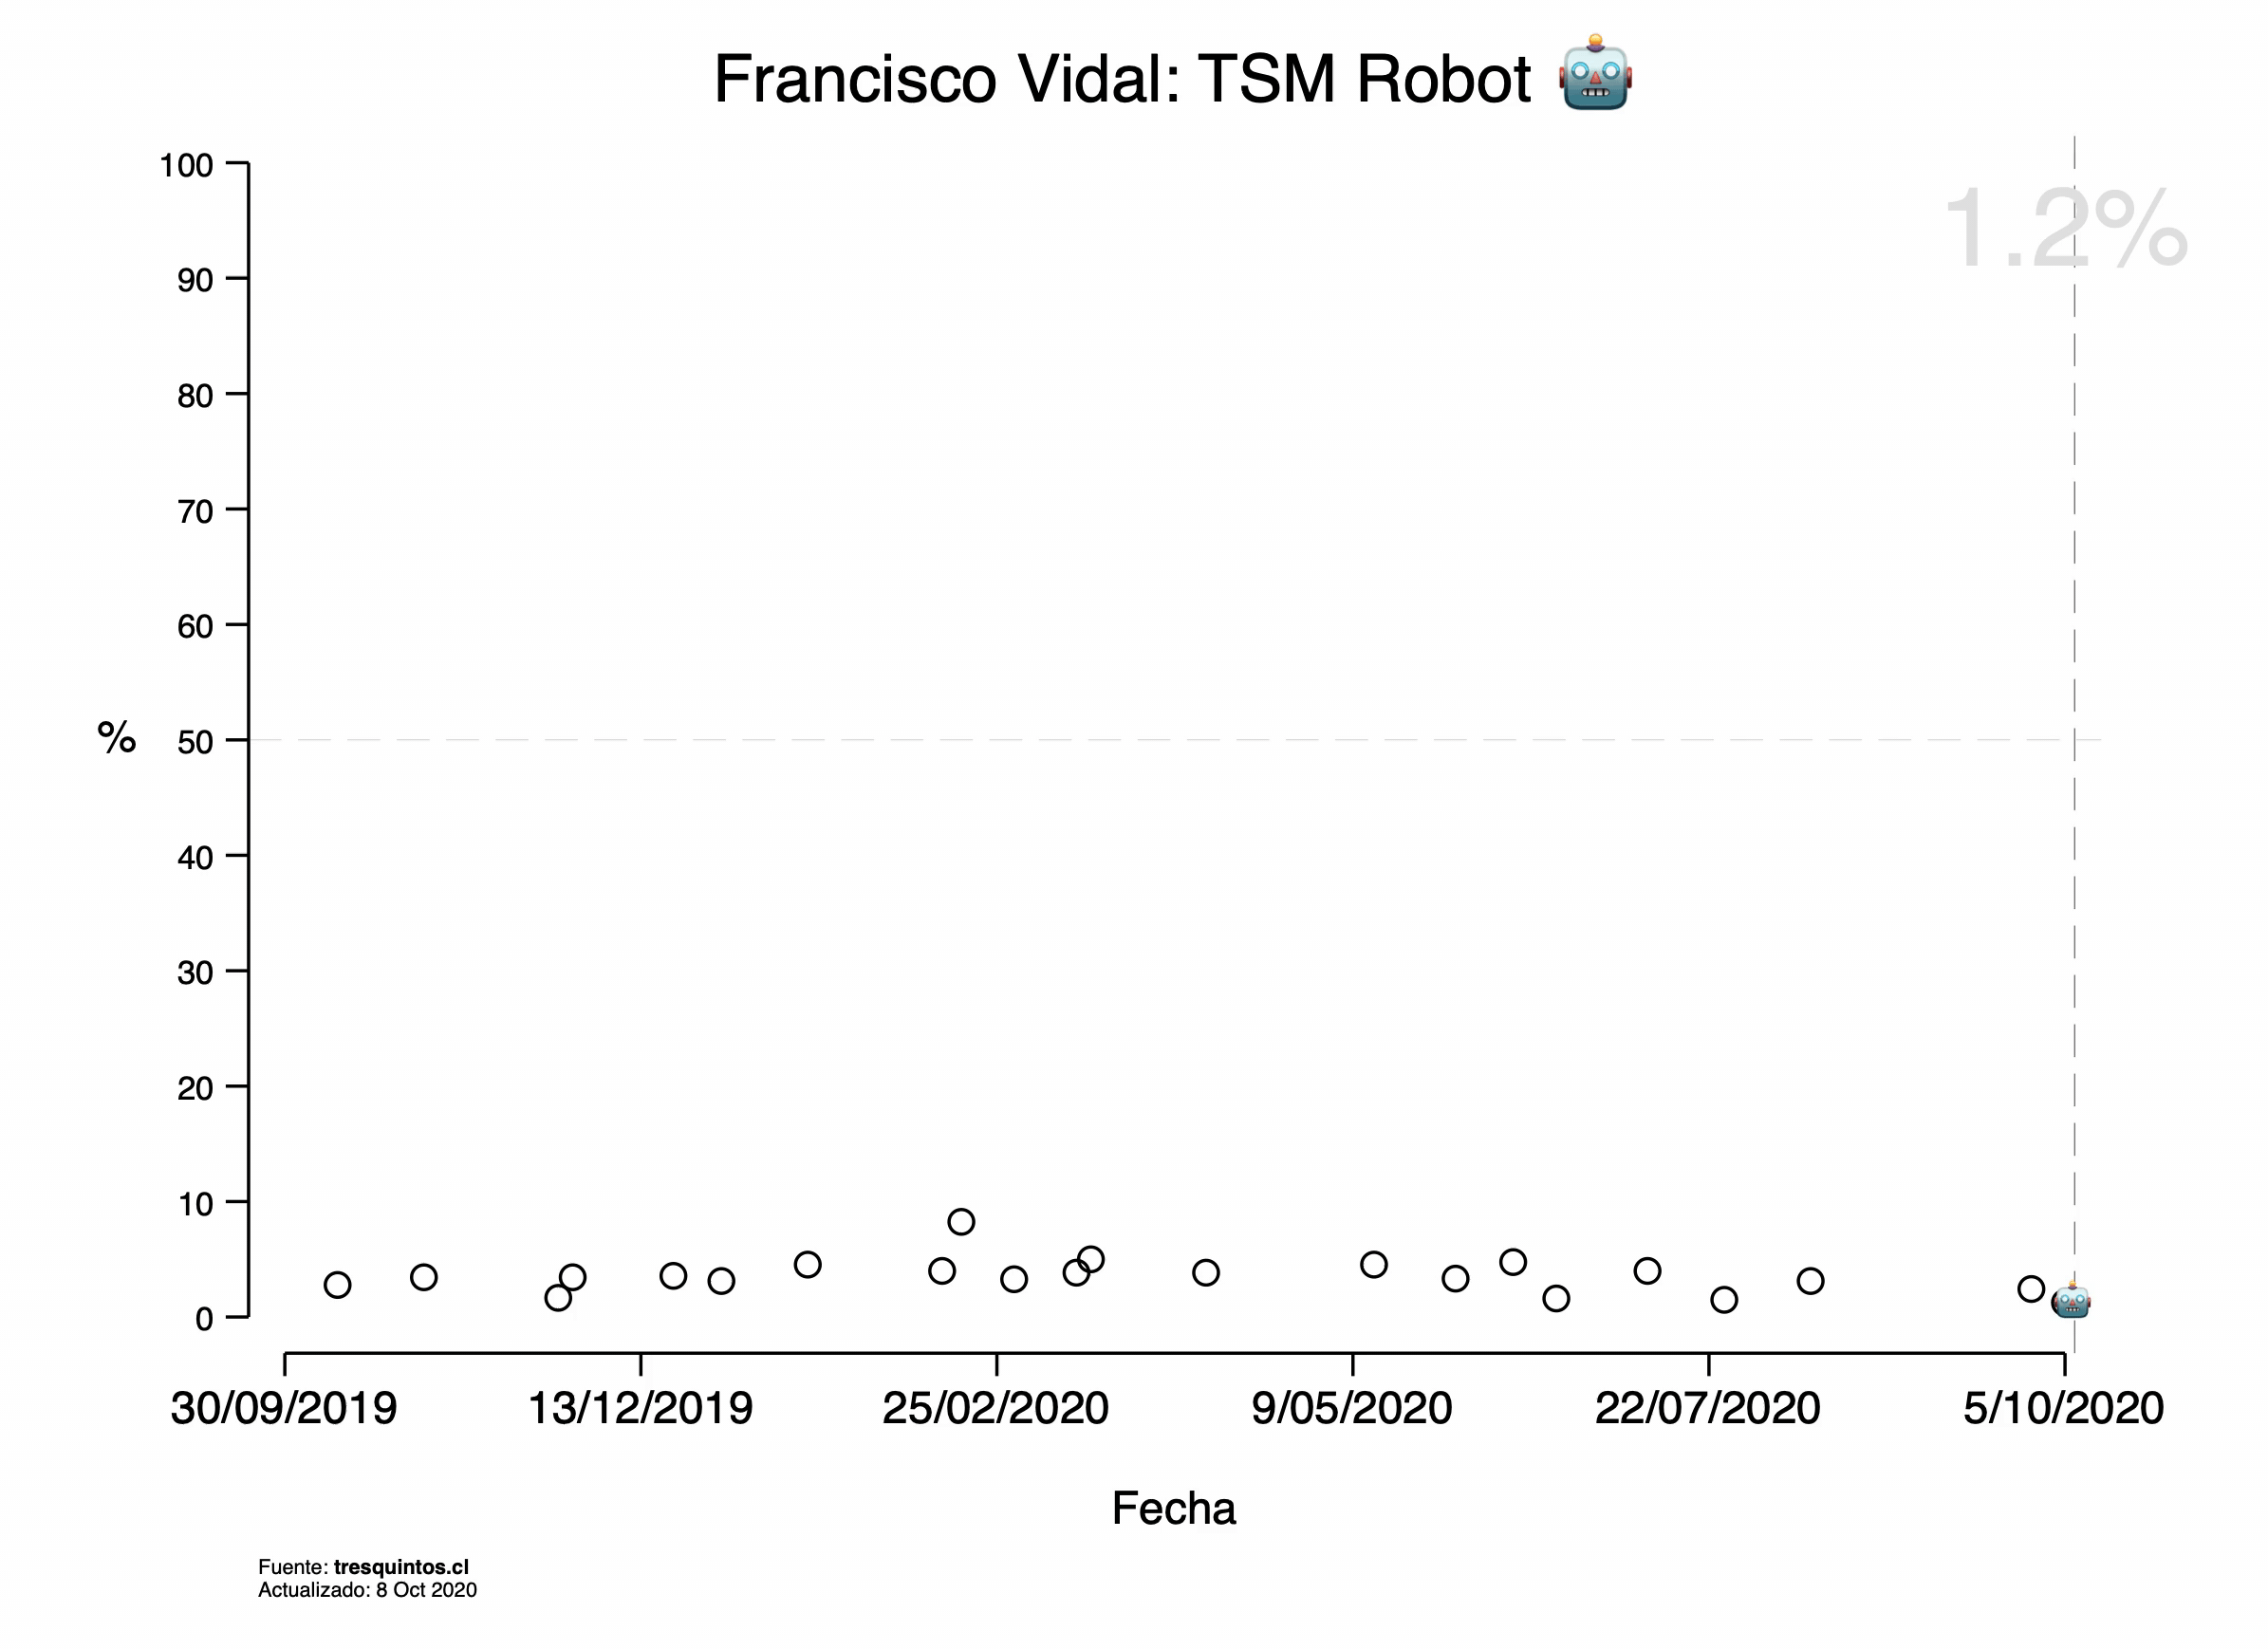 Francisco Vidal: TSM Robot 🤖
1.2%
100
90
80
70
60
50
40
30
20
10
0
%
30/09/2019 13/12/2019 25/02/2020 9/05/2020 22/07/2020 5/10/2020
Fecha
Fuente: tresquintos.cl
Actualizado: 8 Oct 2020